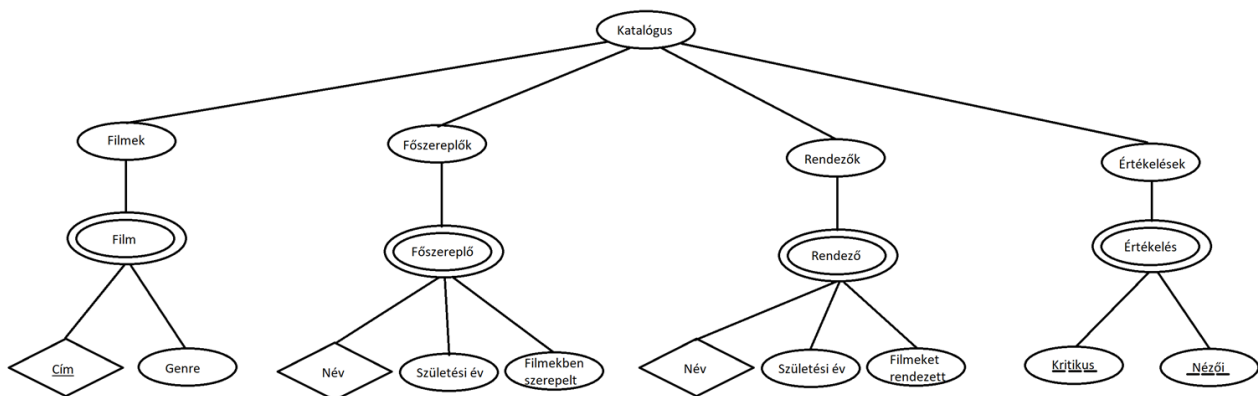 Katalógus
Filmek
Főszereplők
Rendezők
Értékelések
Film
Főszereplő
Rendező
Értékelés
Cím
Genre
Név
Születési év
Filmekben
szerepelt
Név
Születési év
Filmeket
rendezett
Kritikus
Nézői